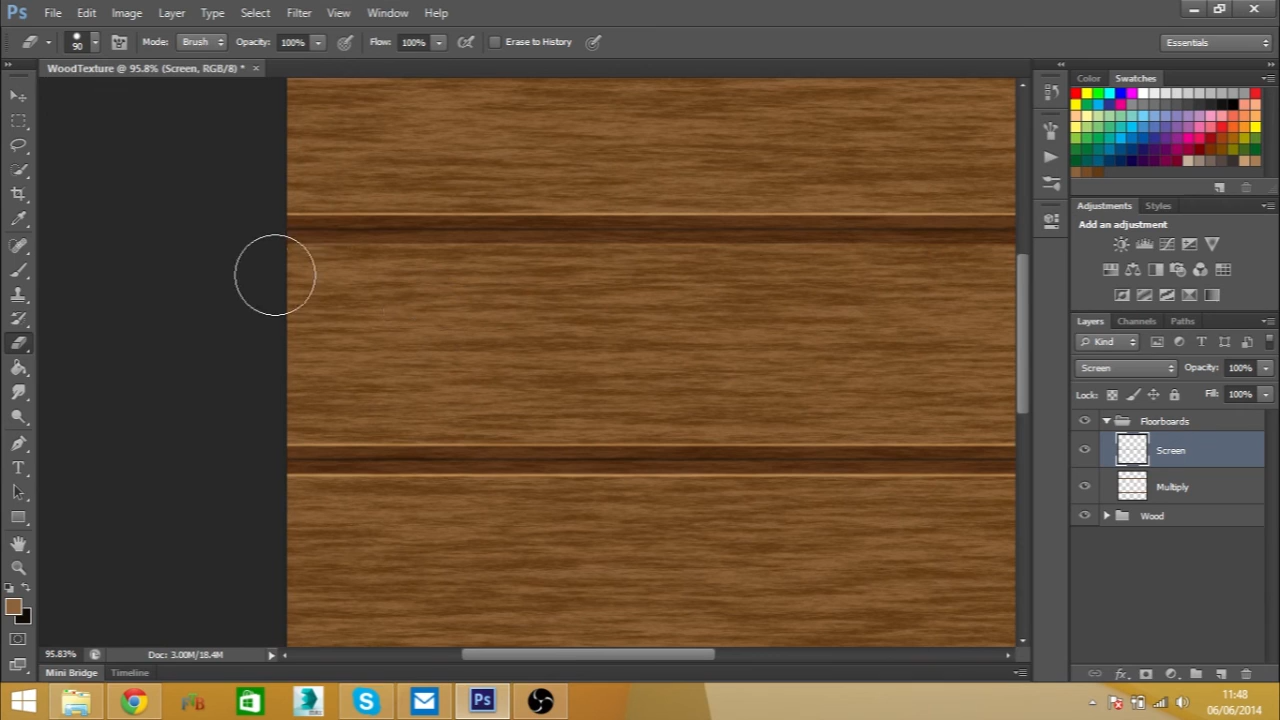 Ps File Edit Image Layer Type Select Filter View Window Help
90 Mode: Brush Opacity: 100% Flow: 100% Erase to History Essentials
WoodTexture @ 95.8% (Screen, RGB/8) * ×
Color Swatches
Adjustments Styles
Add an adjustment
Layers Channels Paths
Kind
Screen Opacity: 100%
Lock: Fill: 100%
Floorboards
Screen
Multiply
Wood
95.83% Doc: 3.00M/18.4M
Mini Bridge Timeline
Ps
11:48
06/06/2014